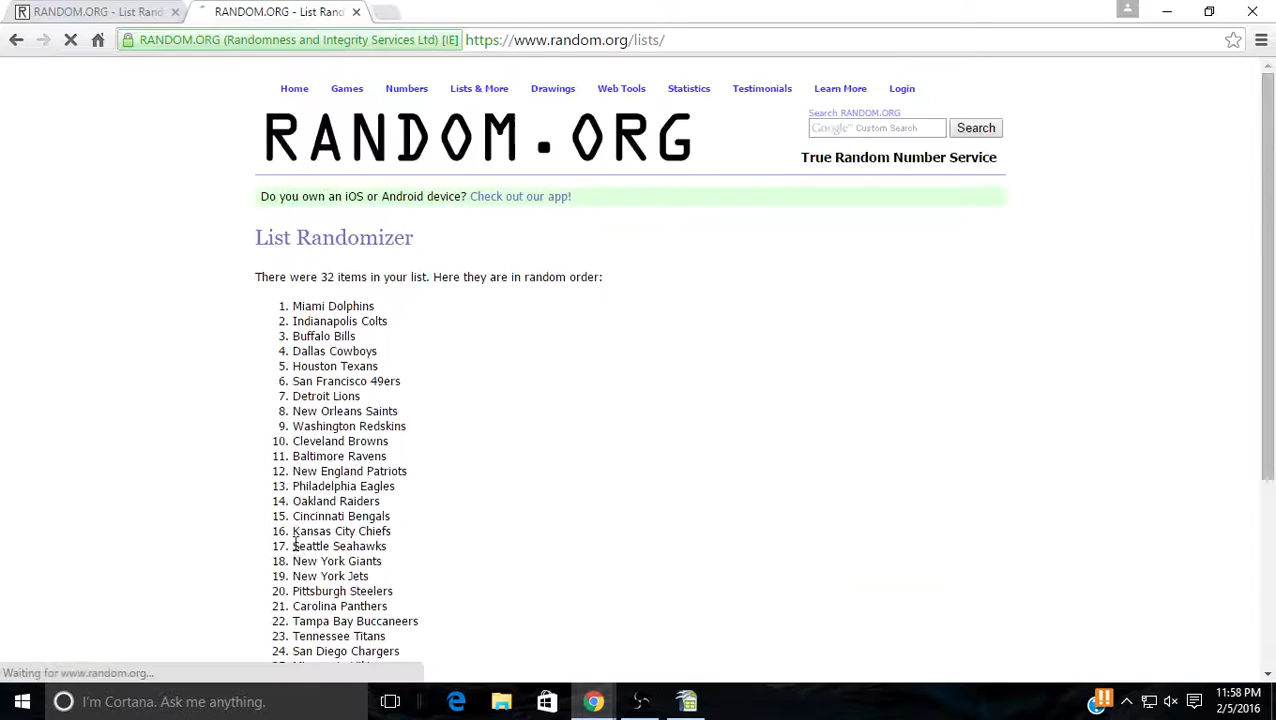 RANDOM.ORG - List Rand
RANDOM.ORG - List Rand
RANDOM.ORG (Randomness and Integrity Services Ltd) [IE]
https://www.random.org/lists/
Home Games Numbers Lists & More Drawings Web Tools Statistics Testimonials Learn More Login
Search RANDOM.ORG
RANDOM.ORG
Google™ Custom Search
Search
True Random Number Service
Do you own an iOS or Android device? Check out our app!
List Randomizer
There were 32 items in your list. Here they are in random order:
1. Miami Dolphins
2. Indianapolis Colts
3. Buffalo Bills
4. Dallas Cowboys
5. Houston Texans
6. San Francisco 49ers
7. Detroit Lions
8. New Orleans Saints
9. Washington Redskins
10. Cleveland Browns
11. Baltimore Ravens
12. New England Patriots
13. Philadelphia Eagles
14. Oakland Raiders
15. Cincinnati Bengals
16. Kansas City Chiefs
17. Seattle Seahawks
18. New York Giants
19. New York Jets
20. Pittsburgh Steelers
21. Carolina Panthers
22. Tampa Bay Buccaneers
23. Tennessee Titans
24. San Diego Chargers
Waiting for www.random.org...
I'm Cortana. Ask me anything.
11:58 PM
2/5/2016